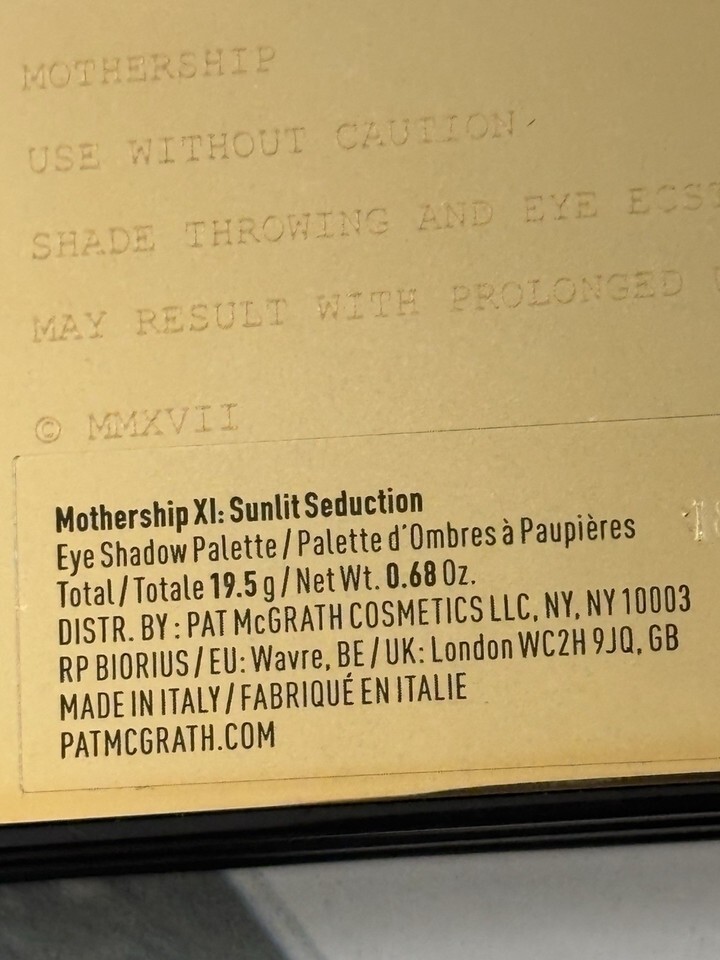 MOTHERSHIP
USE WITHOUT CAUTION
SHADE THROWING AND EYE
MAY RESULT WITH PROLONGED
© MMXVII
Mothership XI: Sunlit Seduction
Eye Shadow Palette / Palette d'Ombres à Paupières
Total / Totale 19.5 g / Net Wt. 0.68 Oz.
DISTR. BY : PAT McGRATH COSMETICS LLC, NY, NY 10003
RP BIORIUS / EU: Wavre, BE / UK: London WC2H 9JQ, GB
MADE IN ITALY / FABRIQUÉ EN ITALIE
PATMCGRATH.COM